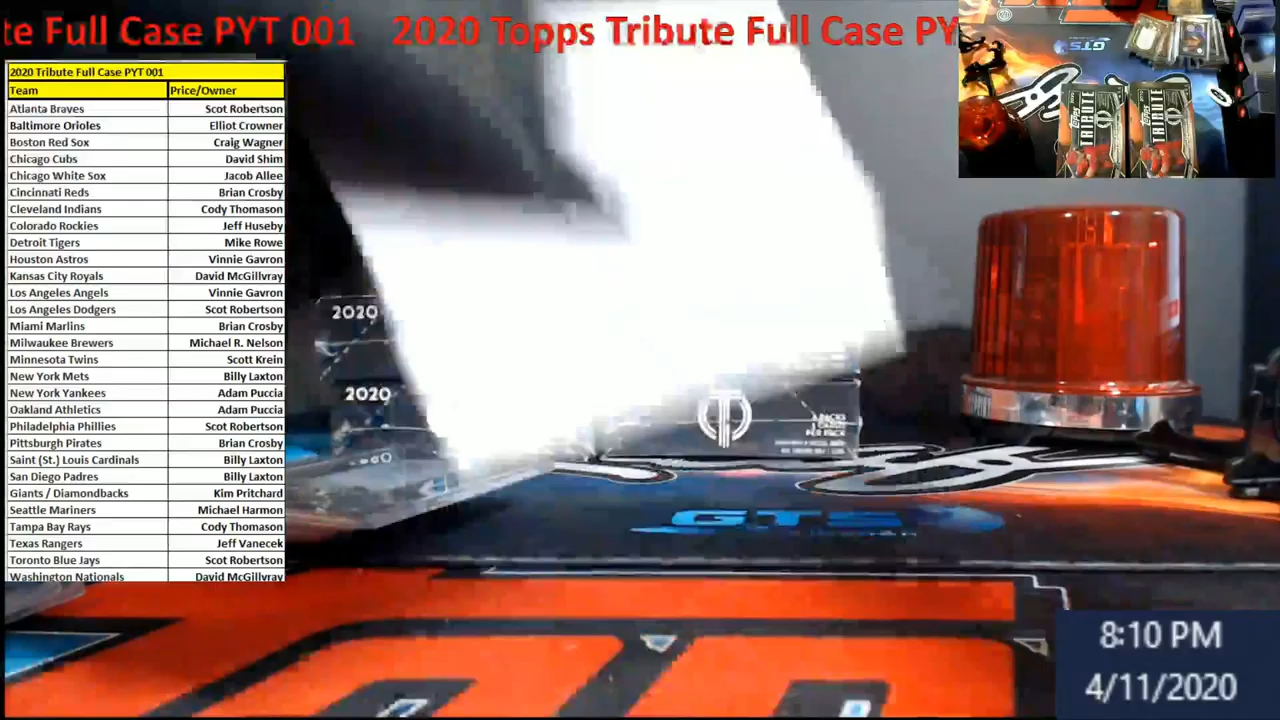 te Full Case PYT 001 2020 Topps Tribute Full Case PY
2020 Tribute Full Case PYT 001
Team Price/Owner
Atlanta Braves Scot Robertson
Baltimore Orioles Elliot Crowner
Boston Red Sox Craig Wagner
Chicago Cubs David Shim
Chicago White Sox Jacob Allee
Cincinnati Reds Brian Crosby
Cleveland Indians Cody Thomason
Colorado Rockies Jeff Huseby
Detroit Tigers Mike Rowe
Houston Astros Vinnie Gavron
Kansas City Royals David McGillvray
Los Angeles Angels Vinnie Gavron
Los Angeles Dodgers Scot Robertson
Miami Marlins Brian Crosby
Milwaukee Brewers Michael R. Nelson
Minnesota Twins Scott Krein
New York Mets Billy Laxton
New York Yankees Adam Puccia
Oakland Athletics Adam Puccia
Philadelphia Phillies Scot Robertson
Pittsburgh Pirates Brian Crosby
Saint (St.) Louis Cardinals Billy Laxton
San Diego Padres Billy Laxton
Giants / Diamondbacks Kim Pritchard
Seattle Mariners Michael Harmon
Tampa Bay Rays Cody Thomason
Texas Rangers Jeff Vanecek
Toronto Blue Jays Scot Robertson
Washington Nationals David McGillvray
GTS
Topps TRIBUTE
Topps TRIBUTE
2020
2020
PACKS
CARDS
PER PACK
GTS
8:10 PM
4/11/2020